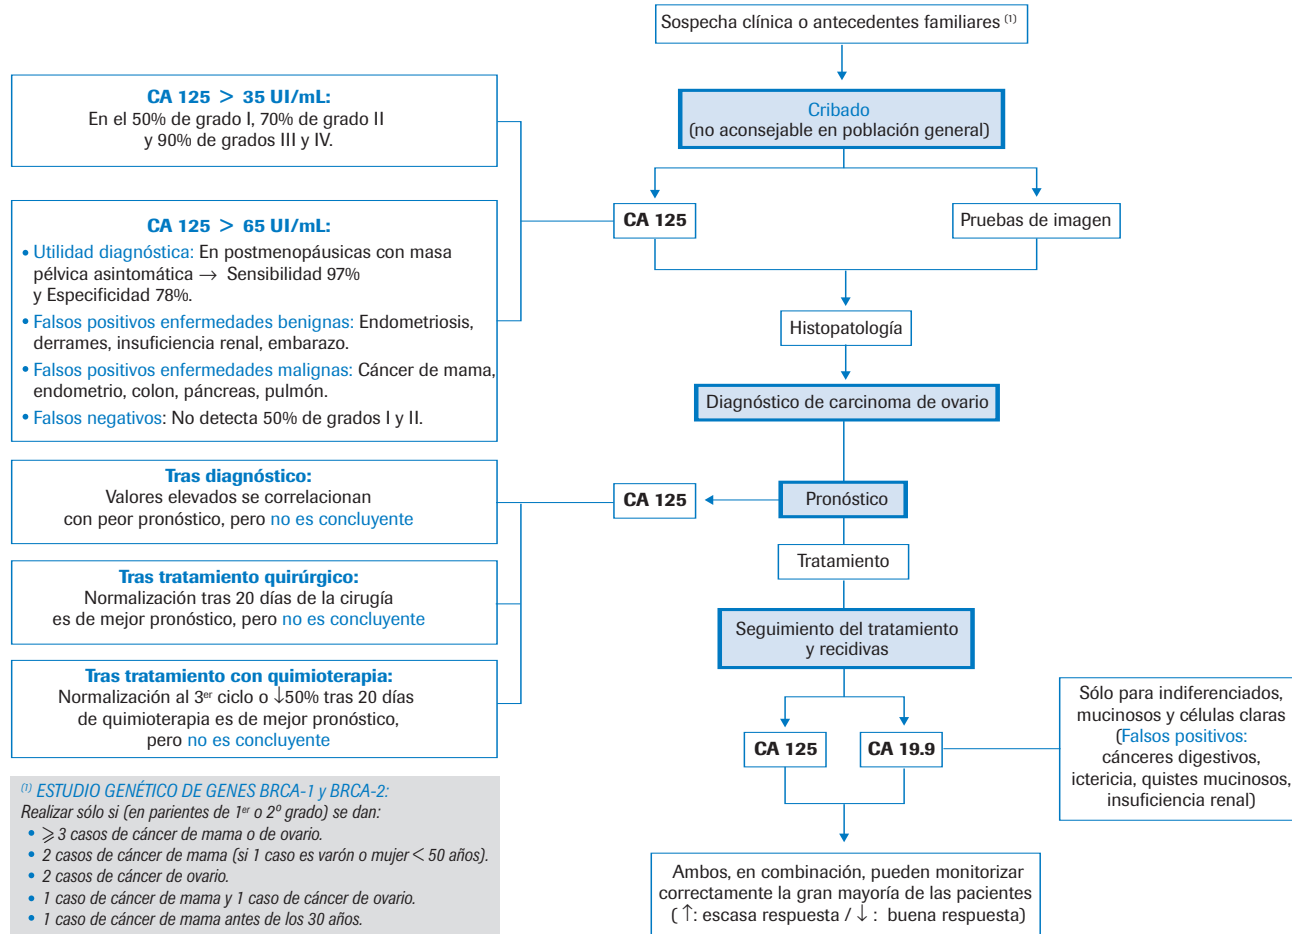 Sospecha clínica o antecedentes familiares (1)
Cribado
(no aconsejable en población general)
CA 125 > 35 UI/mL:
En el 50% de grado I, 70% de grado II
y 90% de grados III y IV.
CA 125
Pruebas de imagen
CA 125 > 65 UI/mL:
• Utilidad diagnóstica: En postmenopáusicas con masa
pélvica asintomática → Sensibilidad 97%
y Especificidad 78%.
• Falsos positivos enfermedades benignas: Endometriosis,
derrames, insuficiencia renal, embarazo.
• Falsos positivos enfermedades malignas: Cáncer de mama,
endometrio, colon, páncreas, pulmón.
• Falsos negativos: No detecta 50% de grados I y II.
Histopatología
Diagnóstico de carcinoma de ovario
Pronóstico
CA 125
Tras diagnóstico:
Valores elevados se correlacionan
con peor pronóstico, pero no es concluyente
Tras tratamiento quirúrgico:
Normalización tras 20 días de la cirugía
es de mejor pronóstico, pero no es concluyente
Tras tratamiento con quimioterapia:
Normalización al 3er ciclo o ↓50% tras 20 días
de quimioterapia es de mejor pronóstico,
pero no es concluyente
Tratamiento
Seguimiento del tratamiento
y recidivas
CA 125
CA 19.9
Sólo para indiferenciados,
mucinosos y células claras
(Falsos positivos:
cánceres digestivos,
ictericia, quistes mucinosos,
insuficiencia renal)
Ambos, en combinación, pueden monitorizar
correctamente la gran mayoría de las pacientes
( ↑: escasa respuesta / ↓ : buena respuesta)
(1) ESTUDIO GENÉTICO DE GENES BRCA-1 y BRCA-2:
Realizar sólo si (en parientes de 1er o 2º grado) se dan:
• ⩾ 3 casos de cáncer de mama o de ovario.
• 2 casos de cáncer de mama (si 1 caso es varón o mujer < 50 años).
• 2 casos de cáncer de ovario.
• 1 caso de cáncer de mama y 1 caso de cáncer de ovario.
• 1 caso de cáncer de mama antes de los 30 años.